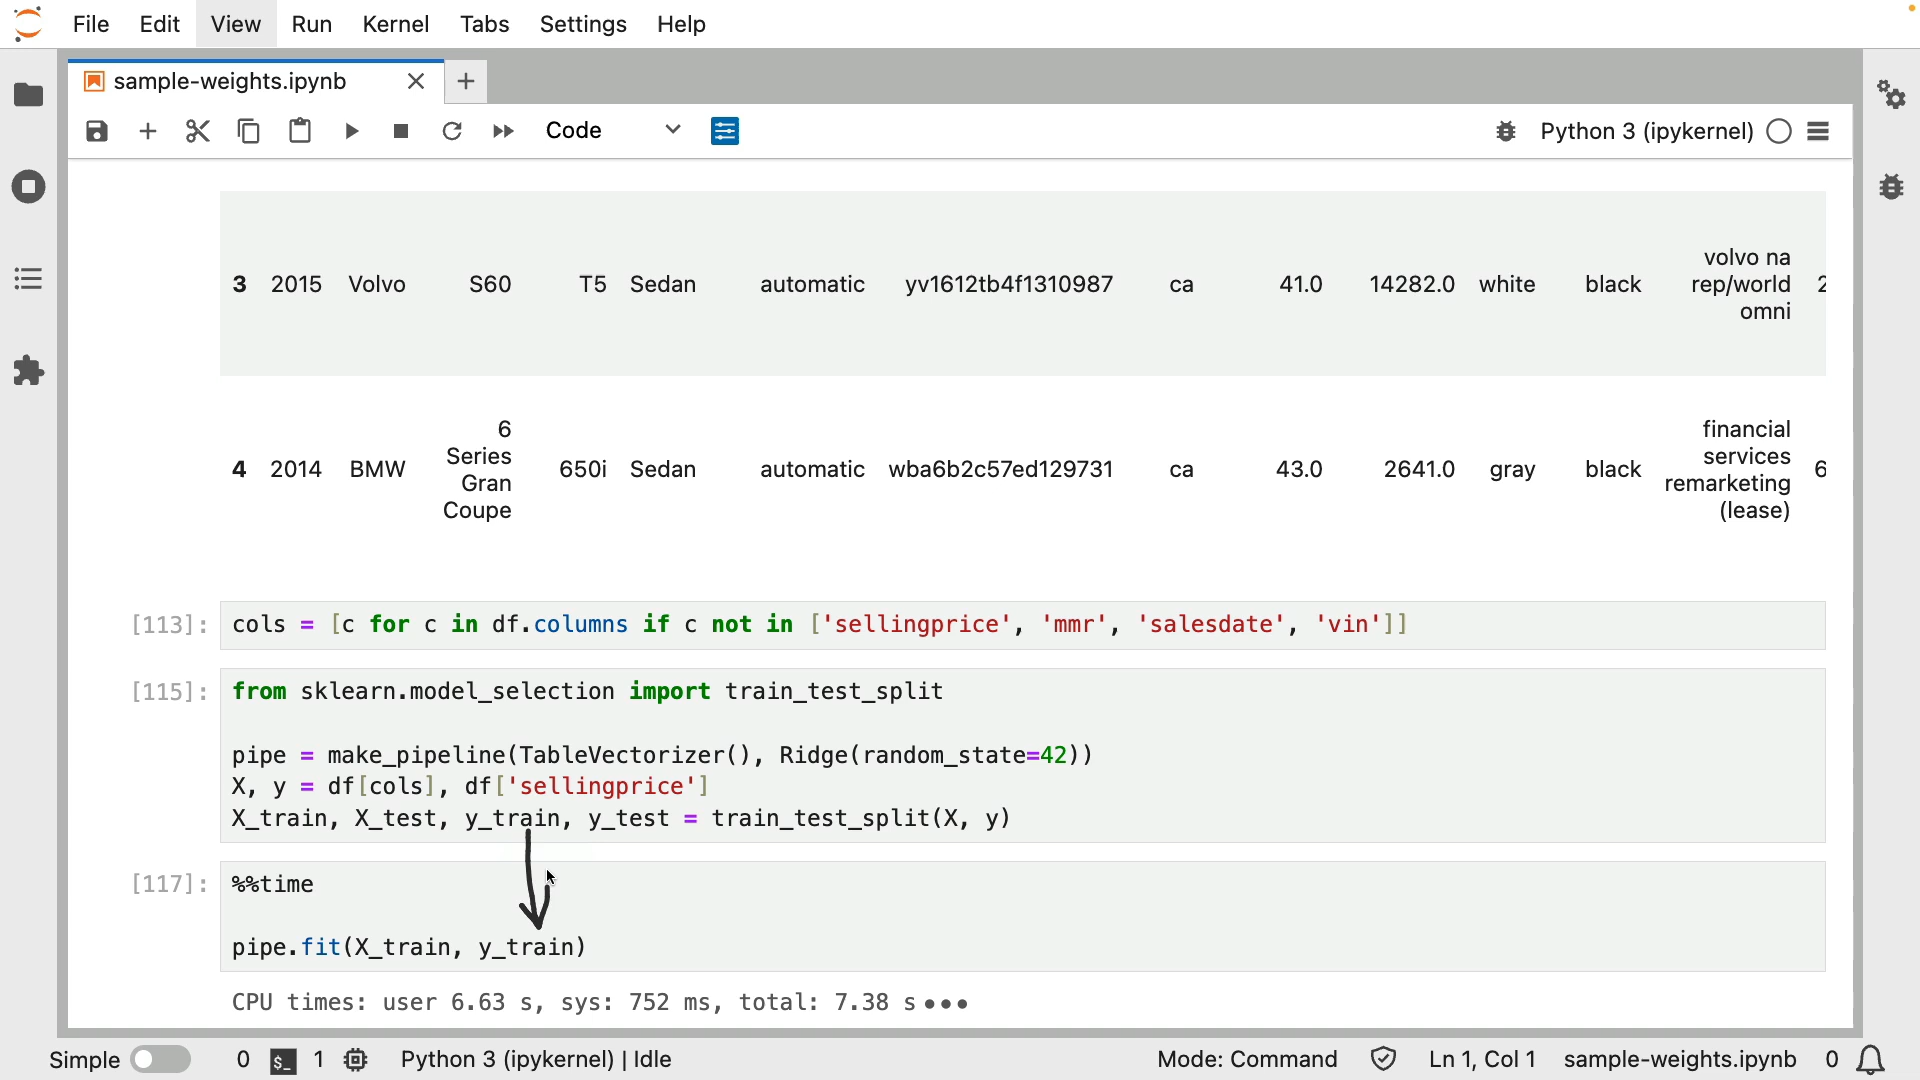 File Edit View Run Kernel Tabs Settings Help
sample-weights.ipynb
Code
Python 3 (ipykernel)
volvo na
3 2015 Volvo S60 T5 Sedan automatic yv1612tb4f1310987 ca 41.0 14282.0 white black rep/world 2
omni
6 financial
Series services
4 2014 BMW Gran 650i Sedan automatic wba6b2c57ed129731 ca 43.0 2641.0 gray black remarketing 6
Coupe (lease)
[113]: cols = [c for c in df.columns if c not in ['sellingprice', 'mmr', 'salesdate', 'vin']]
[115]: from sklearn.model_selection import train_test_split
pipe = make_pipeline(TableVectorizer(), Ridge(random_state=42))
X, y = df[cols], df['sellingprice']
X_train, X_test, y_train, y_test = train_test_split(X, y)
[117]: %%time
pipe.fit(X_train, y_train)
CPU times: user 6.63 s, sys: 752 ms, total: 7.38 s•••
Simple 0 $_ 1 Python 3 (ipykernel) | Idle Mode: Command Ln 1, Col 1 sample-weights.ipynb 0